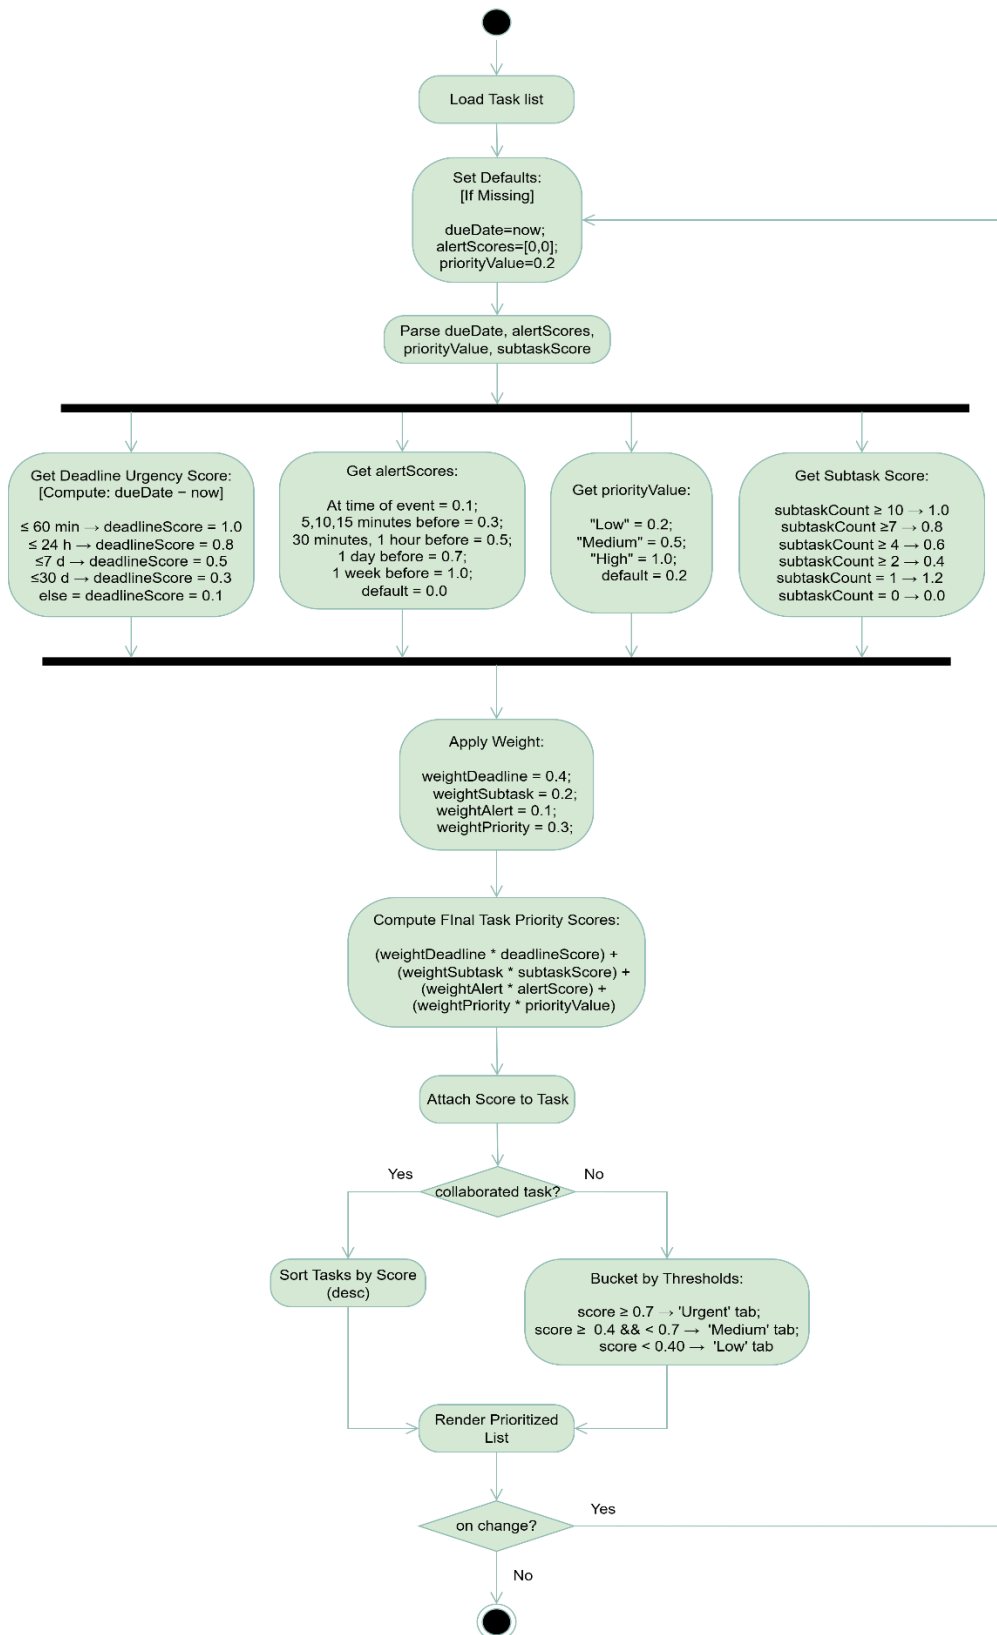 Load Task list
Set Defaults:
[If Missing]
dueDate=now;
alertScores=[0,0];
priorityValue=0.2
Parse dueDate, alertScores,
priorityValue, subtaskScore
Get Deadline Urgency Score:
[Compute: dueDate − now]
≤ 60 min → deadlineScore = 1.0
≤ 24 h → deadlineScore = 0.8
≤7 d → deadlineScore = 0.5
≤30 d → deadlineScore = 0.3
else = deadlineScore = 0.1
Get alertScores:
At time of event = 0.1;
5,10,15 minutes before = 0.3;
30 minutes, 1 hour before = 0.5;
1 day before = 0.7;
1 week before = 1.0;
default = 0.0
Get priorityValue:
"Low" = 0.2;
"Medium" = 0.5;
"High" = 1.0;
default = 0.2
Get Subtask Score:
subtaskCount ≥ 10 → 1.0
subtaskCount ≥7 → 0.8
subtaskCount ≥ 4 → 0.6
subtaskCount ≥ 2 → 0.4
subtaskCount = 1 → 1.2
subtaskCount = 0 → 0.0
Apply Weight:
weightDeadline = 0.4;
weightSubtask = 0.2;
weightAlert = 0.1;
weightPriority = 0.3;
Compute FInal Task Priority Scores:
(weightDeadline * deadlineScore) +
(weightSubtask * subtaskScore) +
(weightAlert * alertScore) +
(weightPriority * priorityValue)
Attach Score to Task
collaborated task?
Yes
No
Sort Tasks by Score
(desc)
Bucket by Thresholds:
score ≥ 0.7 → 'Urgent' tab;
score ≥ 0.4 && < 0.7 → 'Medium' tab;
score < 0.40 → 'Low' tab
Render Prioritized
List
on change?
Yes
No